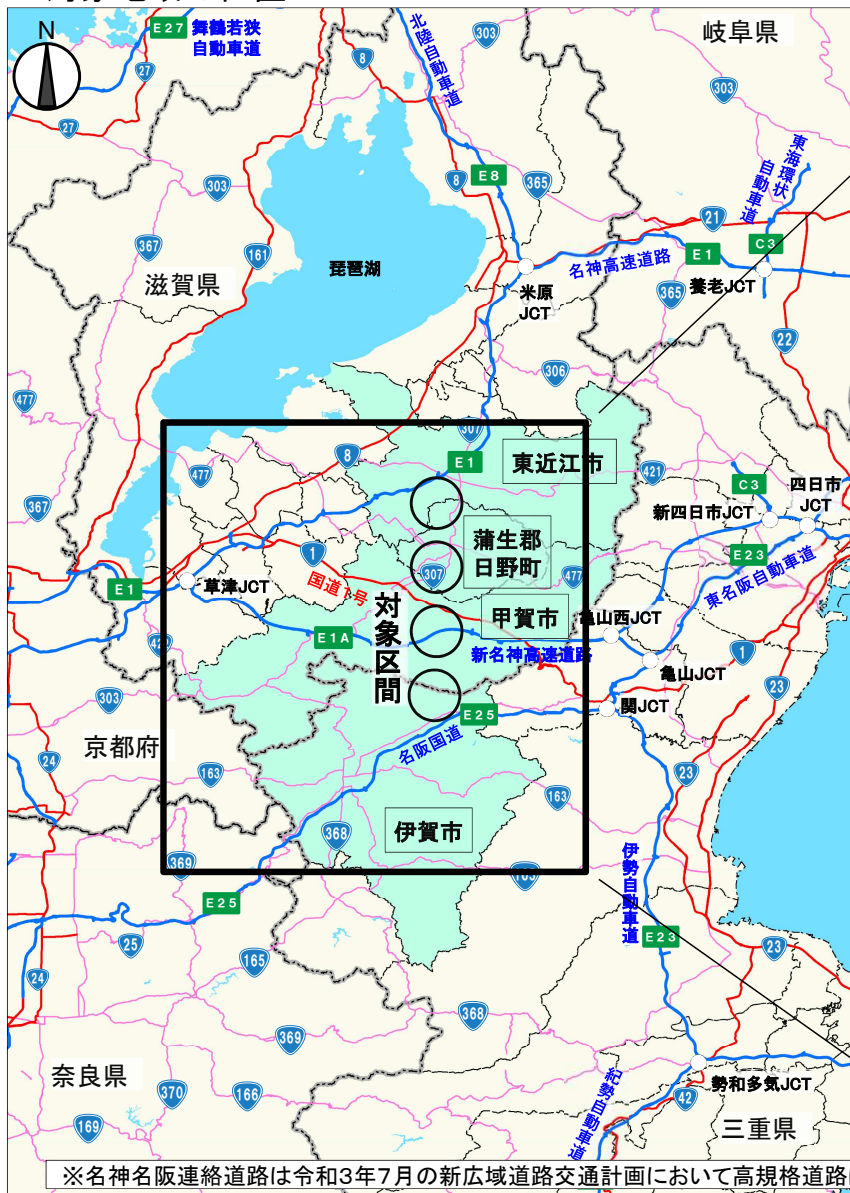 N
E27
舞鶴若狭
自動車道
27
27
303
367
161
滋賀県
琵琶湖
8
北陸自動車道
303
岐阜県
303
8
E8
365
東海環状
自動車道
21
C3
名神高速道路
E1
米原
JCT
365
養老JCT
22
306
477
367
477
8
307
E1
東近江市
421
C3
四日市
JCT
新四日市JCT
E23
東名阪自動車道
蒲生郡
日野町
477
307
1
国道1号
E1
草津JCT
対象区間
甲賀市
亀山西JCT
E1A
新名神高速道路
亀山JCT
1
303
E25
関JCT
23
京都府
24
163
名阪国道
163
23
368
伊賀市
369
E25
伊勢自動車道
E23
23
25
24
165
368
369
奈良県
370
166
169
紀勢自動車道
勢和多気JCT
42
三重県
※名神名阪連絡道路は令和3年7月の新広域道路交通計画において高規格道路